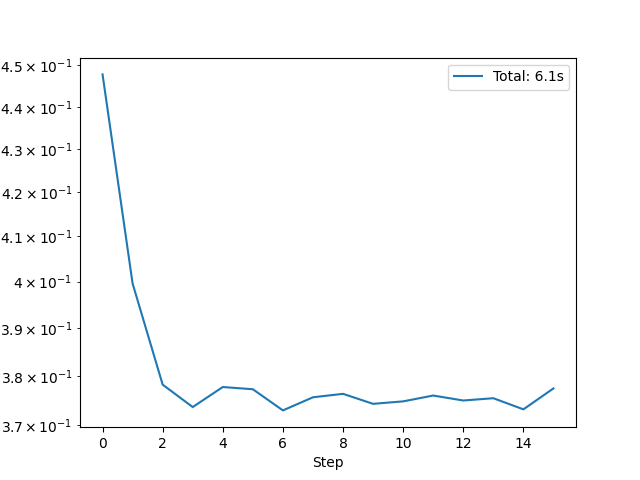 4.5 × 10⁻¹
4.4 × 10⁻¹
4.3 × 10⁻¹
4.2 × 10⁻¹
4.1 × 10⁻¹
4 × 10⁻¹
3.9 × 10⁻¹
3.8 × 10⁻¹
3.7 × 10⁻¹
Total: 6.1s
0 2 4 6 8 10 12 14
Step